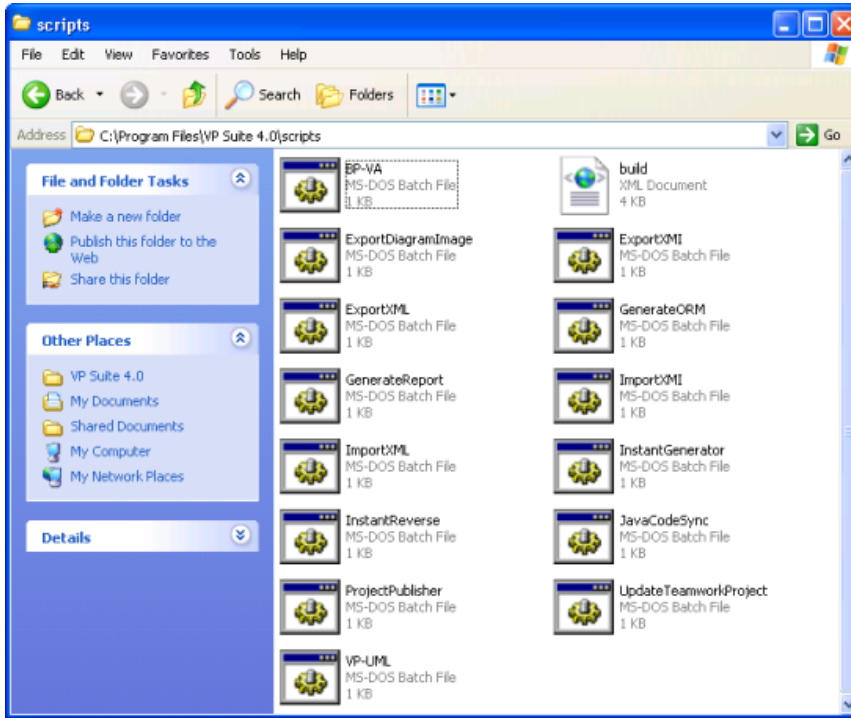 scripts
File Edit View Favorites Tools Help
Back Search Folders
Address C:\Program Files\VP Suite 4.0\scripts Go
File and Folder Tasks
Make a new folder
Publish this folder to the
Web
Share this folder
Other Places
VP Suite 4.0
My Documents
Shared Documents
My Computer
My Network Places
Details
BP-VA
MS-DOS Batch File
1 KB
build
XML Document
4 KB
ExportDiagramImage
MS-DOS Batch File
1 KB
ExportXMI
MS-DOS Batch File
1 KB
ExportXML
MS-DOS Batch File
1 KB
GenerateORM
MS-DOS Batch File
1 KB
GenerateReport
MS-DOS Batch File
1 KB
ImportXMI
MS-DOS Batch File
1 KB
ImportXML
MS-DOS Batch File
1 KB
InstantGenerator
MS-DOS Batch File
1 KB
InstantReverse
MS-DOS Batch File
1 KB
JavaCodeSync
MS-DOS Batch File
1 KB
ProjectPublisher
MS-DOS Batch File
1 KB
UpdateTeamworkProject
MS-DOS Batch File
1 KB
VP-UML
MS-DOS Batch File
1 KB